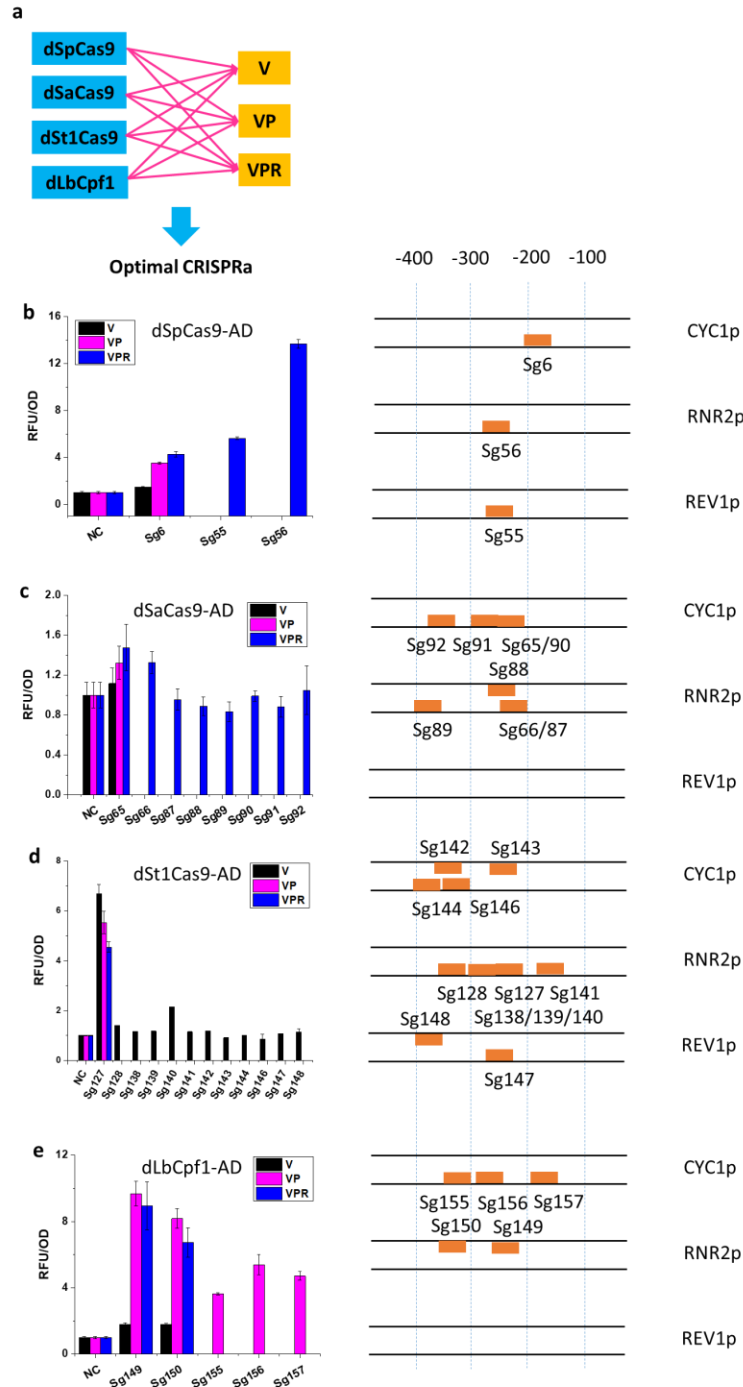 a
dSpCas9
dSaCas9
dSt1Cas9
dLbCpf1
V
VP
VPR
Optimal CRISPRa
-400 -300 -200 -100
b
dSpCas9-AD
V
VP
VPR
RFU/OD
16
12
8
4
0
NC Sg6 Sg55 Sg56
CYC1p
Sg6
RNR2p
Sg56
REV1p
Sg55
c
dSaCas9-AD
V
VP
VPR
RFU/OD
2.0
1.6
1.2
0.8
0.4
0.0
NC Sg65 Sg66 Sg87 Sg88 Sg89 Sg90 Sg91 Sg92
CYC1p
Sg92 Sg91 Sg65/90
Sg88
RNR2p
Sg89 Sg66/87
REV1p
d
dSt1Cas9-AD
V
VP
VPR
RFU/OD
8
6
4
2
0
NC Sg127 Sg128 Sg138 Sg139 Sg140 Sg141 Sg142 Sg143 Sg144 Sg146 Sg147 Sg148
Sg142 Sg143
CYC1p
Sg144 Sg146
RNR2p
Sg128 Sg127 Sg141
Sg148 Sg138/139/140
REV1p
Sg147
e
dLbCpf1-AD
V
VP
VPR
RFU/OD
12
8
4
0
NC Sg149 Sg150 Sg155 Sg156 Sg157
CYC1p
Sg155 Sg156 Sg157
Sg150 Sg149
RNR2p
REV1p